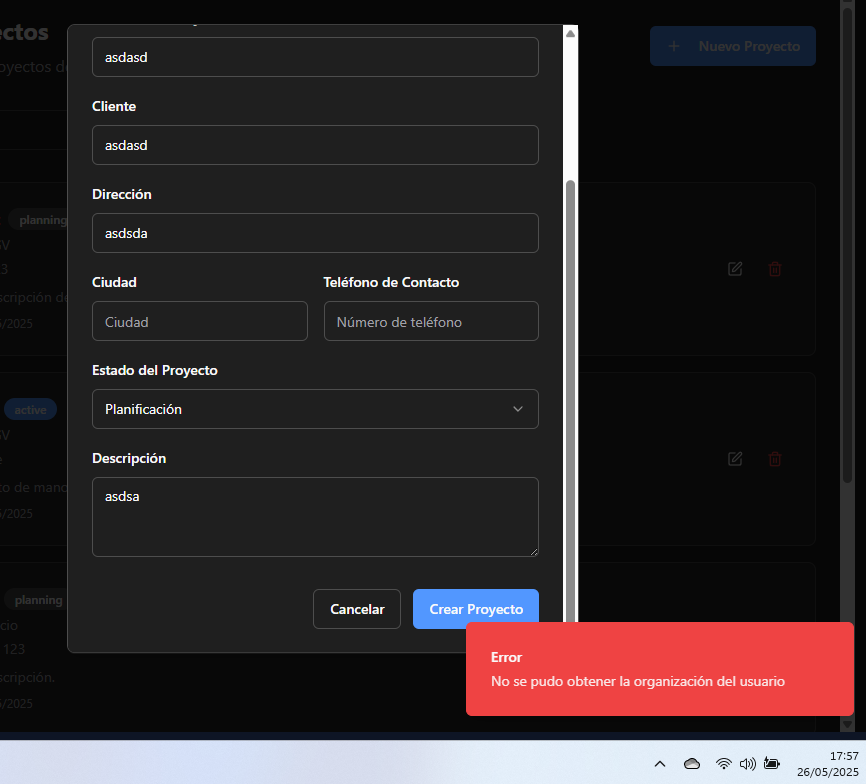 ectos
oyectos de
+ Nuevo Proyecto
asdasd
Cliente
asdasd
Dirección
asdsda
Ciudad
Teléfono de Contacto
Ciudad
Número de teléfono
Estado del Proyecto
Planificación
Descripción
asdsa
Cancelar
Crear Proyecto
planning
SV
3
scripción de
5/2025
active
SV
e
to de mano
5/2025
planning
cio
123
scripción.
5/2025
Error
No se pudo obtener la organización del usuario
17:57
26/05/2025